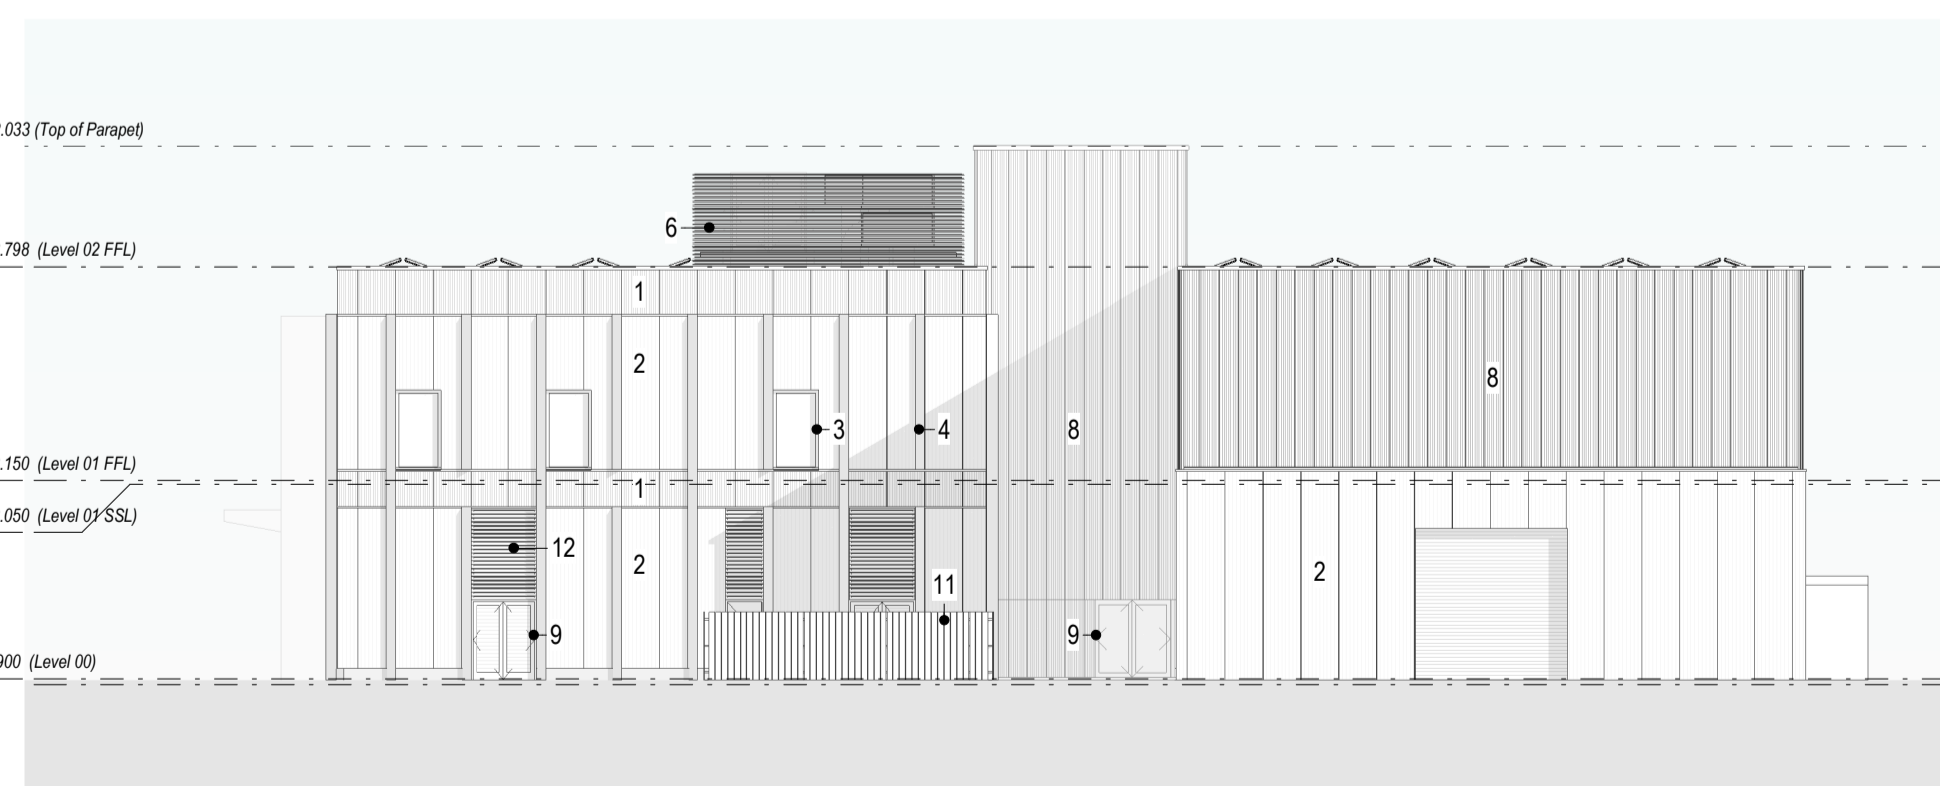 .033 (Top of Parapet)
6
.798 (Level 02 FFL)
1
2
8
3
4
8
.150 (Level 01 FFL)
1
.050 (Level 01 SSL)
12
2
2
11
9
9
900 (Level 00)